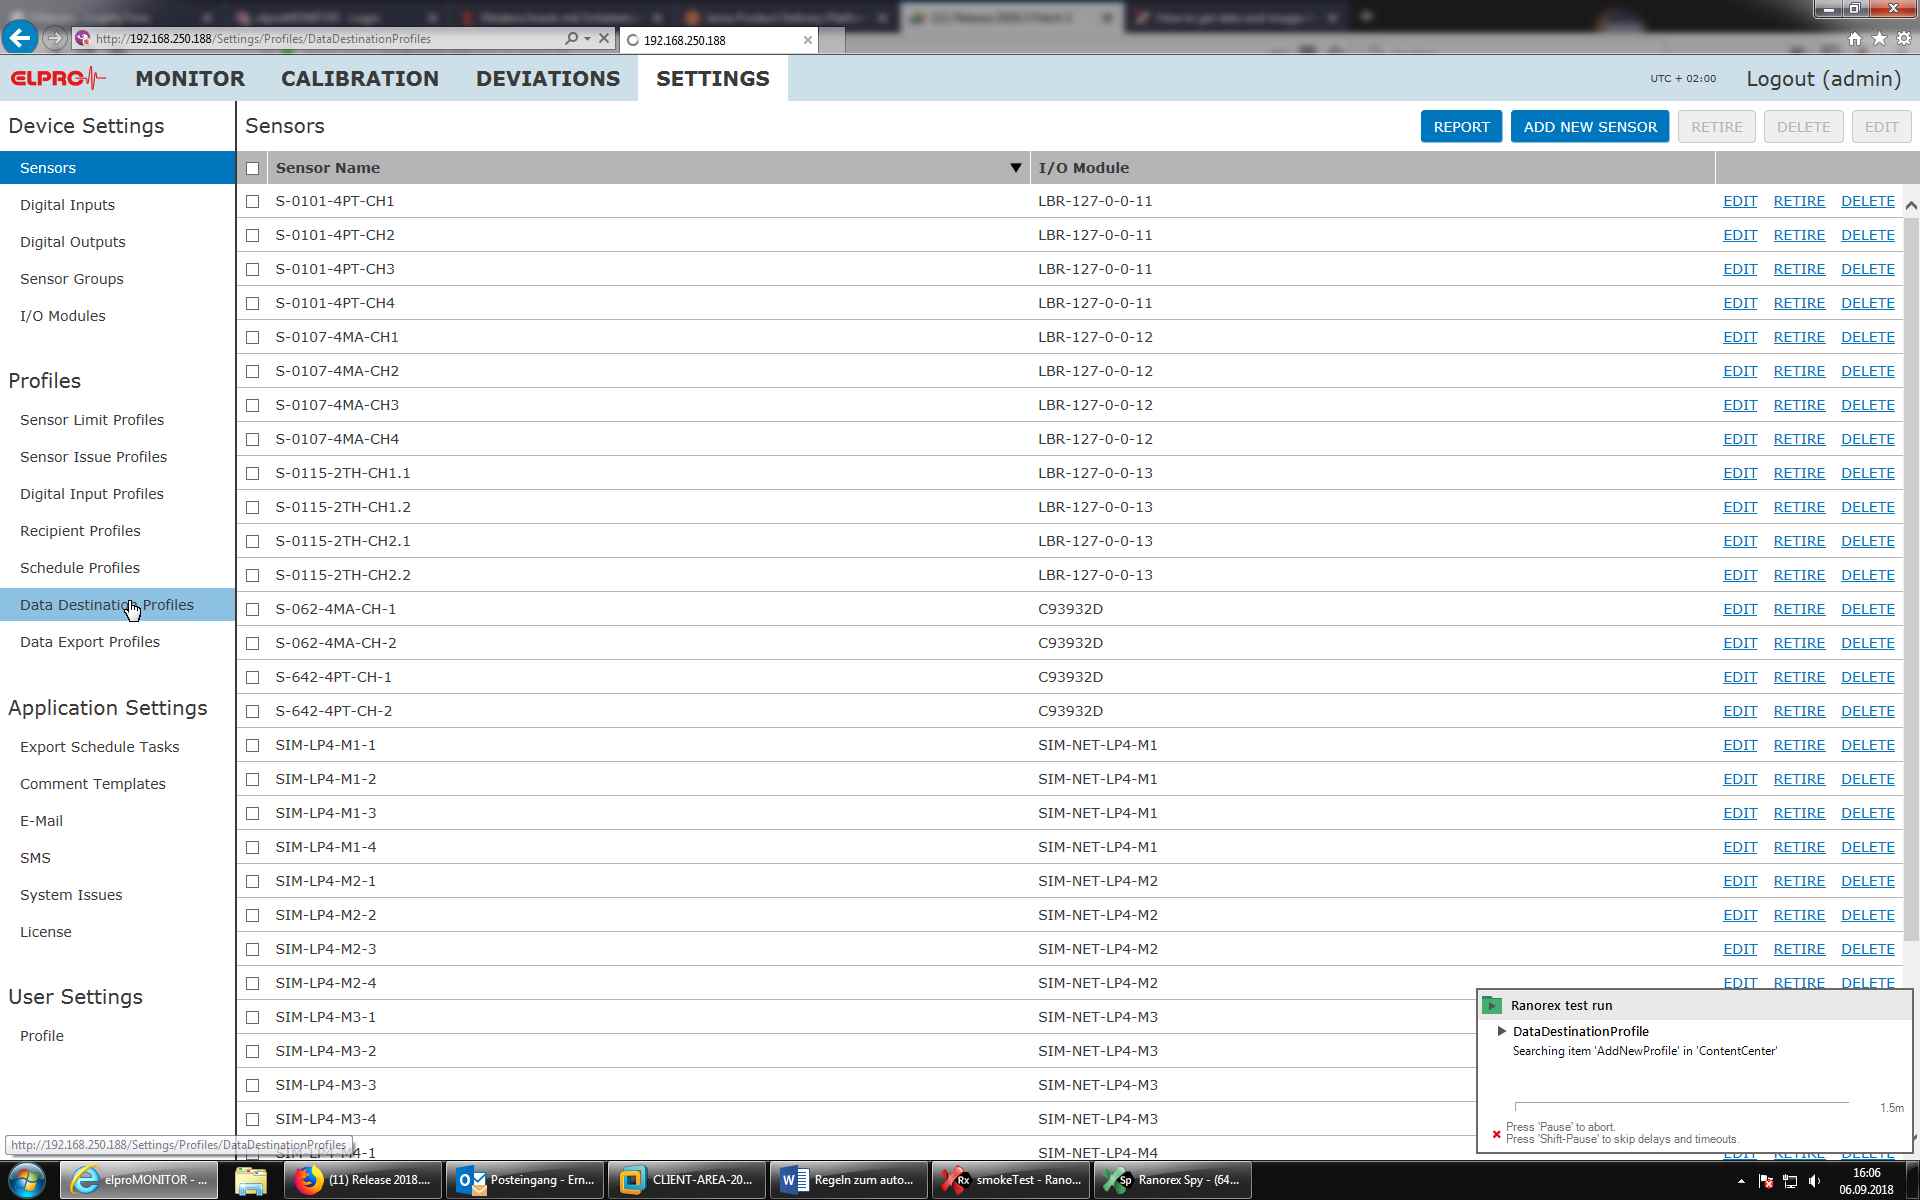 http://192.168.250.188/Settings/Profiles/DataDestinationProfiles
192.168.250.188
ELPRO
MONITOR
CALIBRATION
DEVIATIONS
SETTINGS
UTC + 02:00
Logout (admin)
Device Settings
Sensors
Digital Inputs
Digital Outputs
Sensor Groups
I/O Modules
Profiles
Sensor Limit Profiles
Sensor Issue Profiles
Digital Input Profiles
Recipient Profiles
Schedule Profiles
Data Destination Profiles
Data Export Profiles
Application Settings
Export Schedule Tasks
Comment Templates
E-Mail
SMS
System Issues
License
User Settings
Profile
Sensors
REPORT
ADD NEW SENSOR
RETIRE
DELETE
EDIT
Sensor Name I/O Module
S-0101-4PT-CH1 LBR-127-0-0-11 EDIT RETIRE DELETE
S-0101-4PT-CH2 LBR-127-0-0-11 EDIT RETIRE DELETE
S-0101-4PT-CH3 LBR-127-0-0-11 EDIT RETIRE DELETE
S-0101-4PT-CH4 LBR-127-0-0-11 EDIT RETIRE DELETE
S-0107-4MA-CH1 LBR-127-0-0-12 EDIT RETIRE DELETE
S-0107-4MA-CH2 LBR-127-0-0-12 EDIT RETIRE DELETE
S-0107-4MA-CH3 LBR-127-0-0-12 EDIT RETIRE DELETE
S-0107-4MA-CH4 LBR-127-0-0-12 EDIT RETIRE DELETE
S-0115-2TH-CH1.1 LBR-127-0-0-13 EDIT RETIRE DELETE
S-0115-2TH-CH1.2 LBR-127-0-0-13 EDIT RETIRE DELETE
S-0115-2TH-CH2.1 LBR-127-0-0-13 EDIT RETIRE DELETE
S-0115-2TH-CH2.2 LBR-127-0-0-13 EDIT RETIRE DELETE
S-062-4MA-CH-1 C93932D EDIT RETIRE DELETE
S-062-4MA-CH-2 C93932D EDIT RETIRE DELETE
S-642-4PT-CH-1 C93932D EDIT RETIRE DELETE
S-642-4PT-CH-2 C93932D EDIT RETIRE DELETE
SIM-LP4-M1-1 SIM-NET-LP4-M1 EDIT RETIRE DELETE
SIM-LP4-M1-2 SIM-NET-LP4-M1 EDIT RETIRE DELETE
SIM-LP4-M1-3 SIM-NET-LP4-M1 EDIT RETIRE DELETE
SIM-LP4-M1-4 SIM-NET-LP4-M1 EDIT RETIRE DELETE
SIM-LP4-M2-1 SIM-NET-LP4-M2 EDIT RETIRE DELETE
SIM-LP4-M2-2 SIM-NET-LP4-M2 EDIT RETIRE DELETE
SIM-LP4-M2-3 SIM-NET-LP4-M2 EDIT RETIRE DELETE
SIM-LP4-M2-4 SIM-NET-LP4-M2 EDIT RETIRE DELETE
SIM-LP4-M3-1 SIM-NET-LP4-M3
SIM-LP4-M3-2 SIM-NET-LP4-M3
SIM-LP4-M3-3 SIM-NET-LP4-M3
SIM-LP4-M3-4 SIM-NET-LP4-M3
M4-1 SIM-NET-LP4-M4 EDIT RETIRE DELETE
Ranorex test run
DataDestinationProfile
Searching item 'AddNewProfile' in 'ContentCenter'
1.5m
Press 'Pause' to abort.
Press 'Shift-Pause' to skip delays and timeouts.
http://192.168.250.188/Settings/Profiles/DataDestinationProfiles
elproMONITOR - ...
(11) Release 2018....
Posteingang - Ern...
CLIENT-AREA-20...
Regeln zum auto...
smokeTest - Rano...
Ranorex Spy - (64...
16:06
06.09.2018